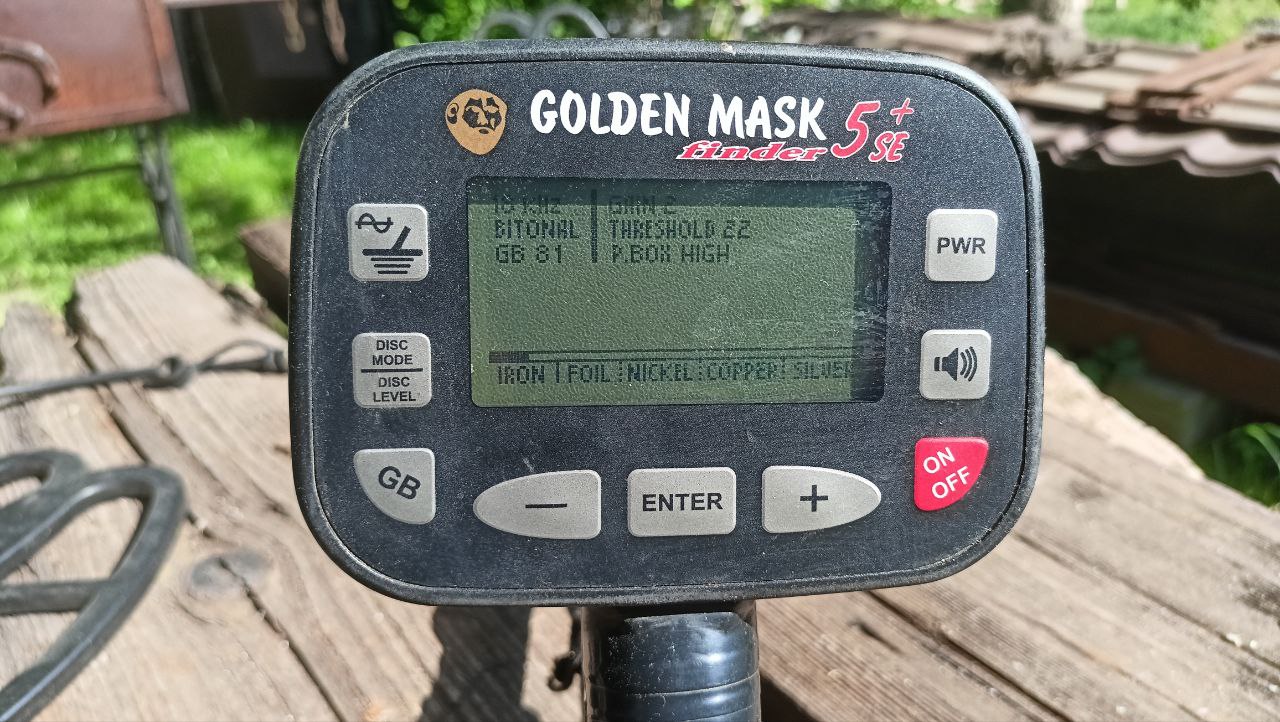 GOLDEN MASK
finder 5+ SE
BITONAL THRESHOLD 22
GB 81 P.BOX HIGH
IRON FOIL NICKEL COPPER SILVER
PWR
DISC
MODE
DISC
LEVEL
GB
−
ENTER
+
ON
OFF